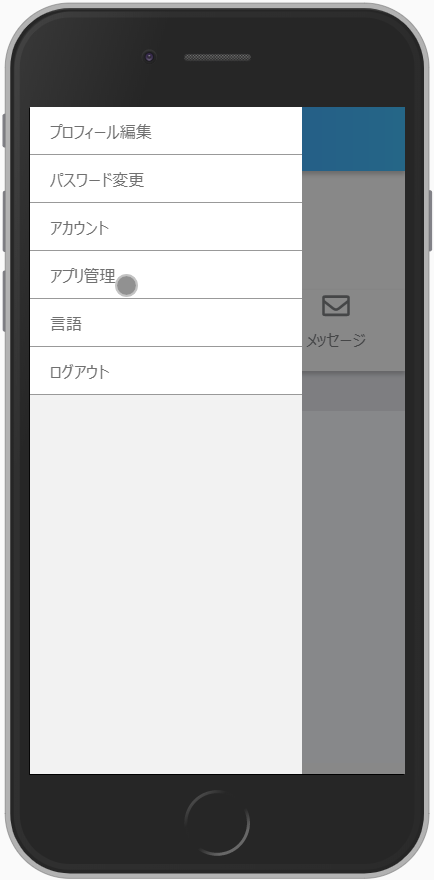 プロフィール編集
パスワード変更
アカウント
アプリ管理
メッセージ
言語
ログアウト